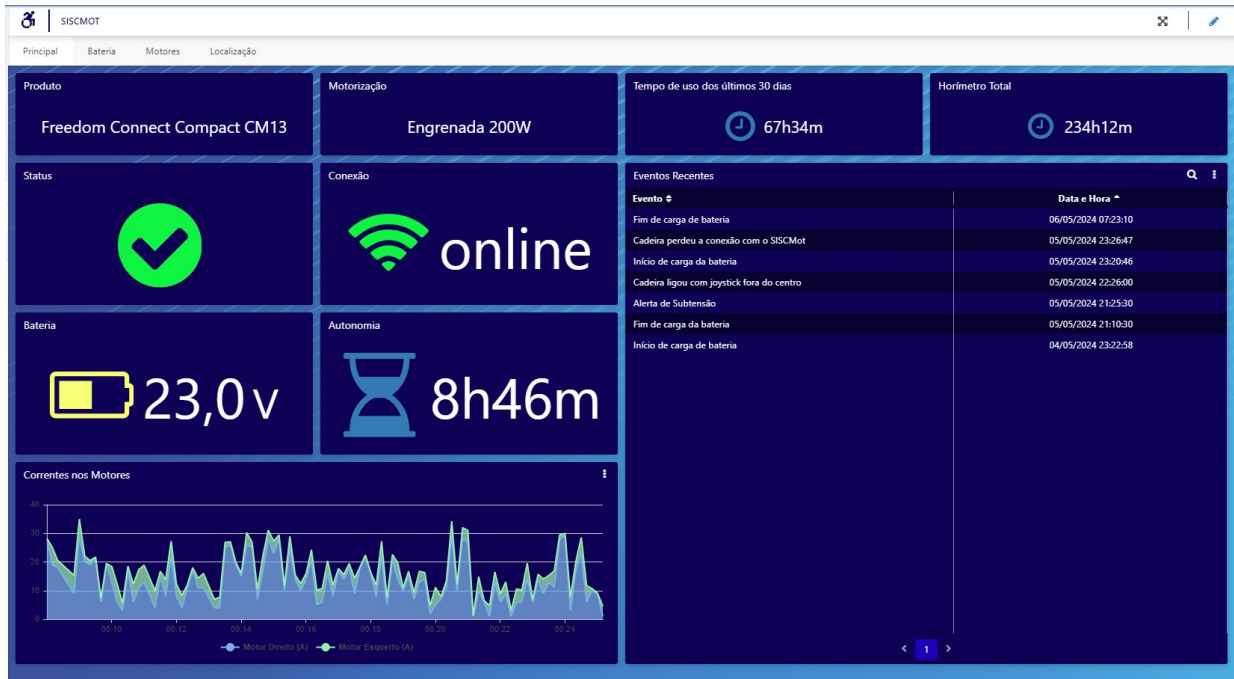 SISCMOT
Principal Bateria Motores Localização
Produto
Freedom Connect Compact CM13
Motorização
Engrenada 200W
Tempo de uso dos últimos 30 dias
67h34m
Horímetro Total
234h12m
Status
Conexão
online
Bateria
23,0 V
Autonomia
8h46m
Eventos Recentes
Evento Data e Hora
Fim de carga de bateria 06/05/2024 07:23:10
Cadeira perdeu a conexão com o SISCMot 05/05/2024 23:26:47
Início de carga da bateria 05/05/2024 23:20:46
Cadeira ligou com joystick fora do centro 05/05/2024 22:26:00
Alerta de Subtensão 05/05/2024 21:25:30
Fim de carga da bateria 05/05/2024 21:10:30
Início de carga de bateria 04/05/2024 23:22:58
1
Correntes nos Motores
40
30
20
10
0
00:10 00:12 00:14 00:16 00:18 00:20 00:22 00:24
Motor Direito (A) Motor Esquerto (A)